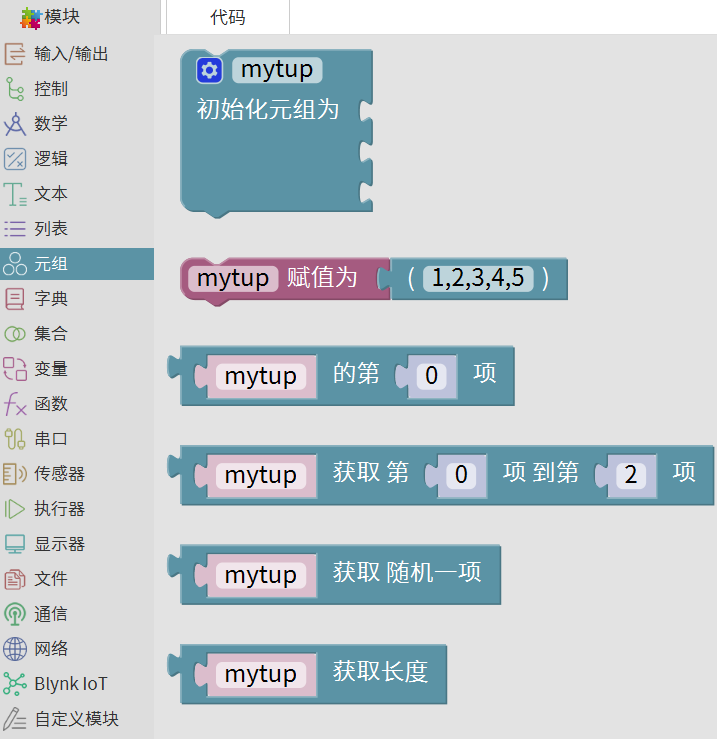 模块
输入/输出
控制
数学
逻辑
文本
列表
元组
字典
集合
变量
函数
串口
传感器
执行器
显示器
文件
通信
网络
Blynk IoT
自定义模块
代码
mytup
初始化元组为
mytup 赋值为 ( 1,2,3,4,5 )
mytup 的第 0 项
mytup 获取 第 0 项 到第 2 项
mytup 获取 随机一项
mytup 获取长度